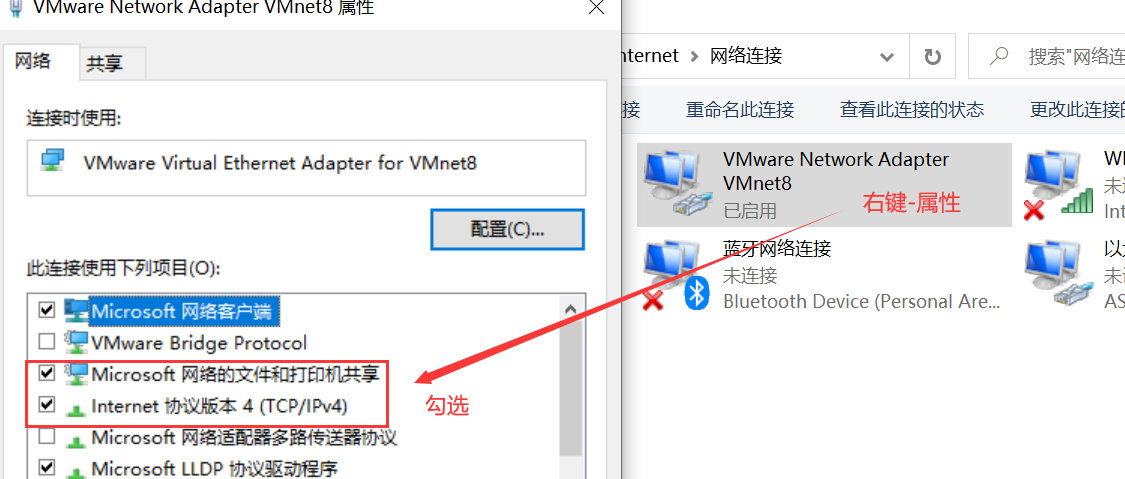 VMware Network Adapter VMnet8 属性
网络
共享
连接时使用:
VMware Virtual Ethernet Adapter for VMnet8
配置(C)...
此连接使用下列项目(O):
Microsoft 网络客户端
VMware Bridge Protocol
Microsoft 网络的文件和打印机共享
Internet 协议版本 4 (TCP/IPv4)
Microsoft 网络适配器多路传送器协议
Microsoft LLDP 协议驱动程序
勾选
nternet > 网络连接
搜索"网络连
接
重命名此连接
查看此连接的状态
更改此连接的
VMware Network Adapter
VMnet8
已启用
右键-属性
蓝牙网络连接
未连接
Bluetooth Device (Personal Are...
未
Int
以
未
AS